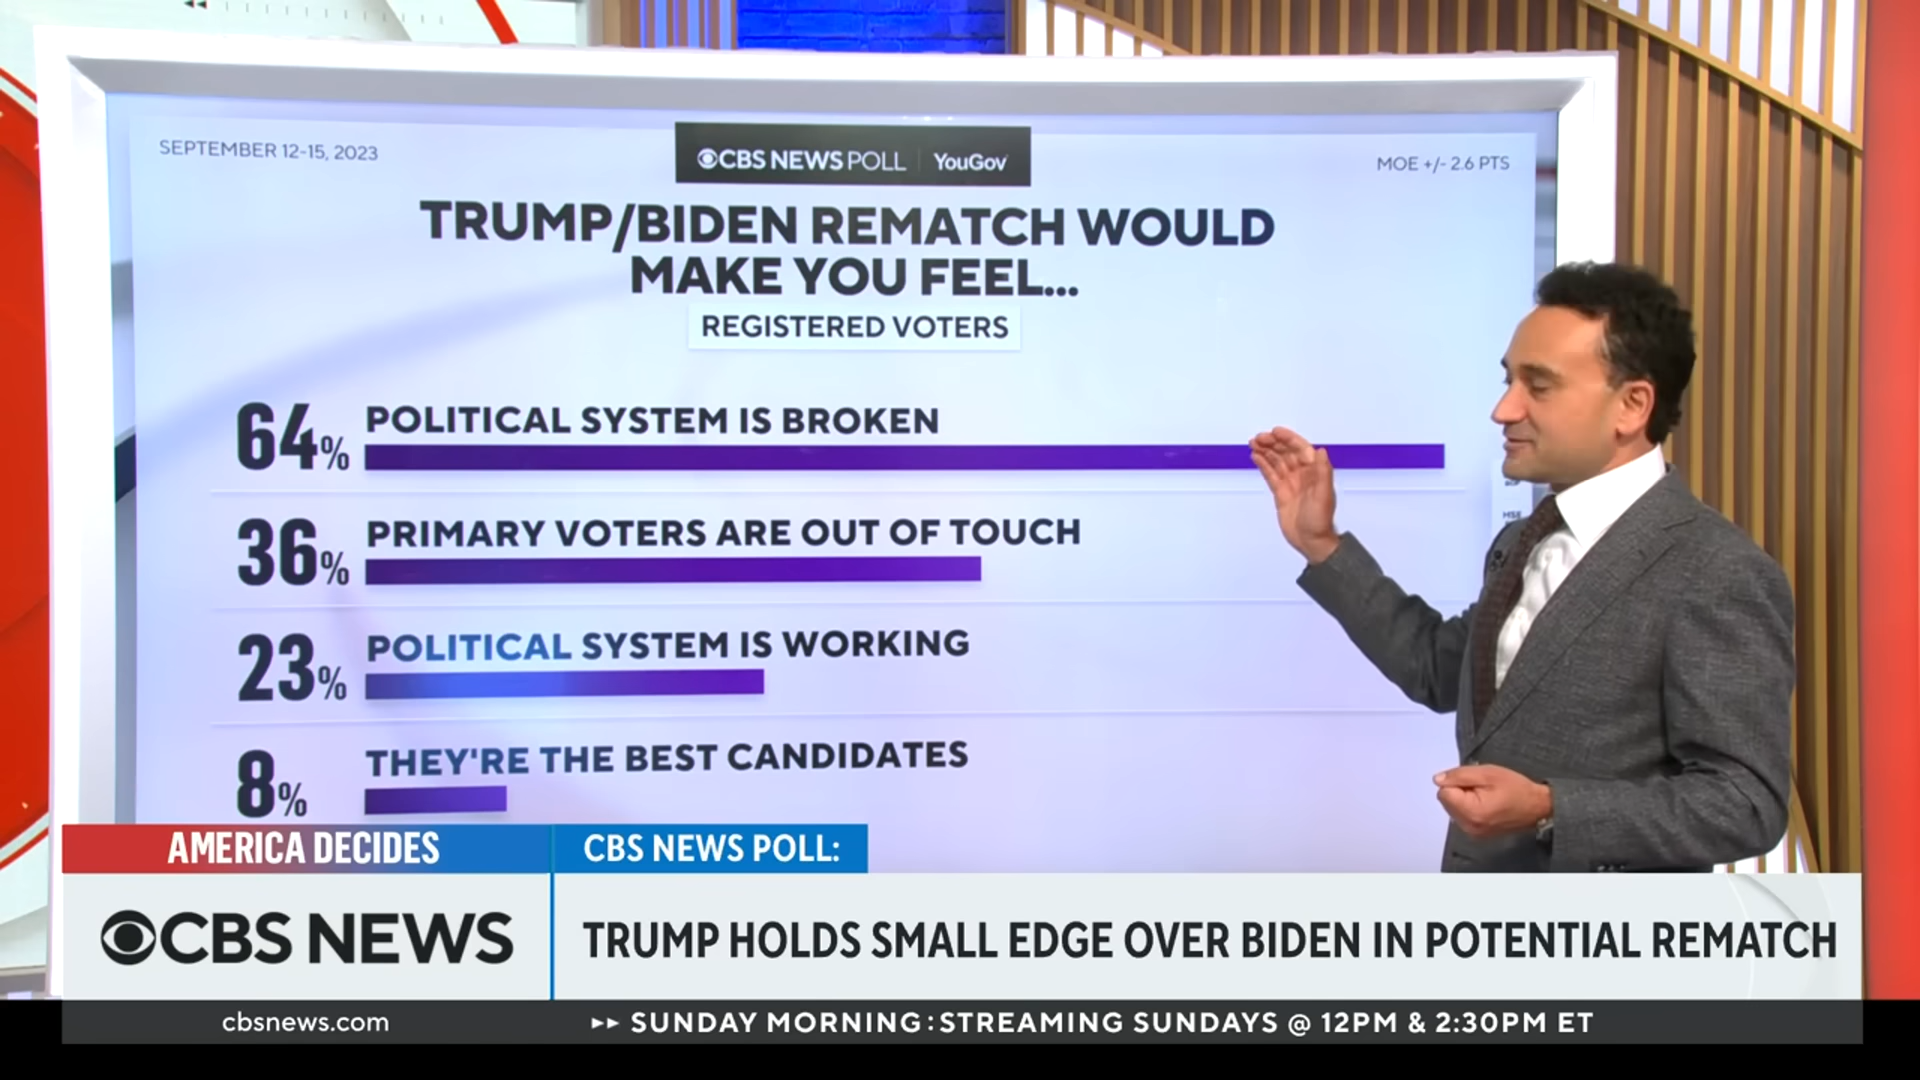 SEPTEMBER 12-15, 2023
CBS NEWS POLL YouGov
MOE +/- 2.6 PTS
TRUMP/BIDEN REMATCH WOULD
MAKE YOU FEEL...
REGISTERED VOTERS
64% POLITICAL SYSTEM IS BROKEN
36% PRIMARY VOTERS ARE OUT OF TOUCH
23% POLITICAL SYSTEM IS WORKING
8% THEY'RE THE BEST CANDIDATES
HSE
AMERICA DECIDES
CBS NEWS POLL:
CBS NEWS
TRUMP HOLDS SMALL EDGE OVER BIDEN IN POTENTIAL REMATCH
cbsnews.com
SUNDAY MORNING: STREAMING SUNDAYS @ 12PM & 2:30PM ET